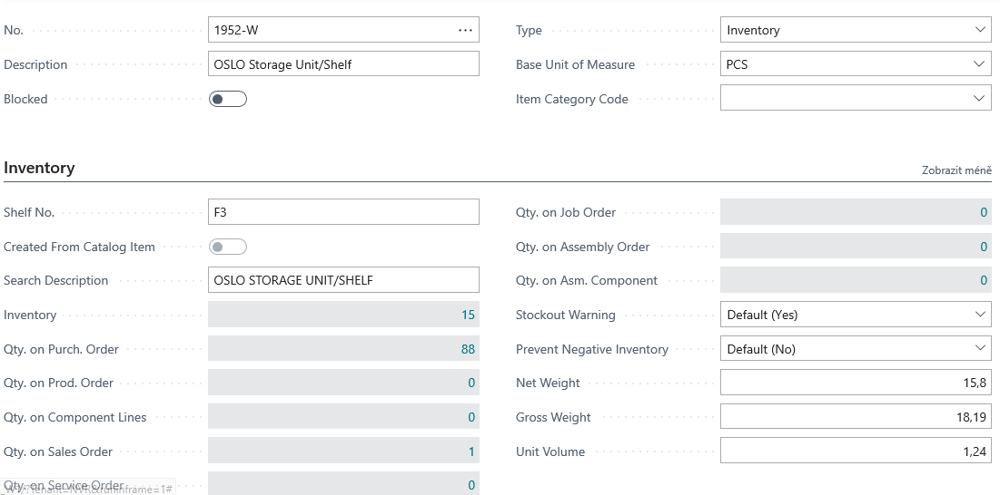 No. 1952-W ... Type Inventory
Description OSLO Storage Unit/Shelf Base Unit of Measure PCS
Blocked Item Category Code
Inventory Zobrazit méně
Shelf No. F3 Qty. on Job Order 0
Created From Catalog Item Qty. on Assembly Order 0
Search Description OSLO STORAGE UNIT/SHELF Qty. on Asm. Component 0
Inventory 15 Stockout Warning Default (Yes)
Qty. on Purch. Order 88 Prevent Negative Inventory Default (No)
Qty. on Prod. Order 0 Net Weight 15,8
Qty. on Component Lines 0 Gross Weight 18,19
Qty. on Sales Order 1 Unit Volume 1,24
Qty. on Service Order 0